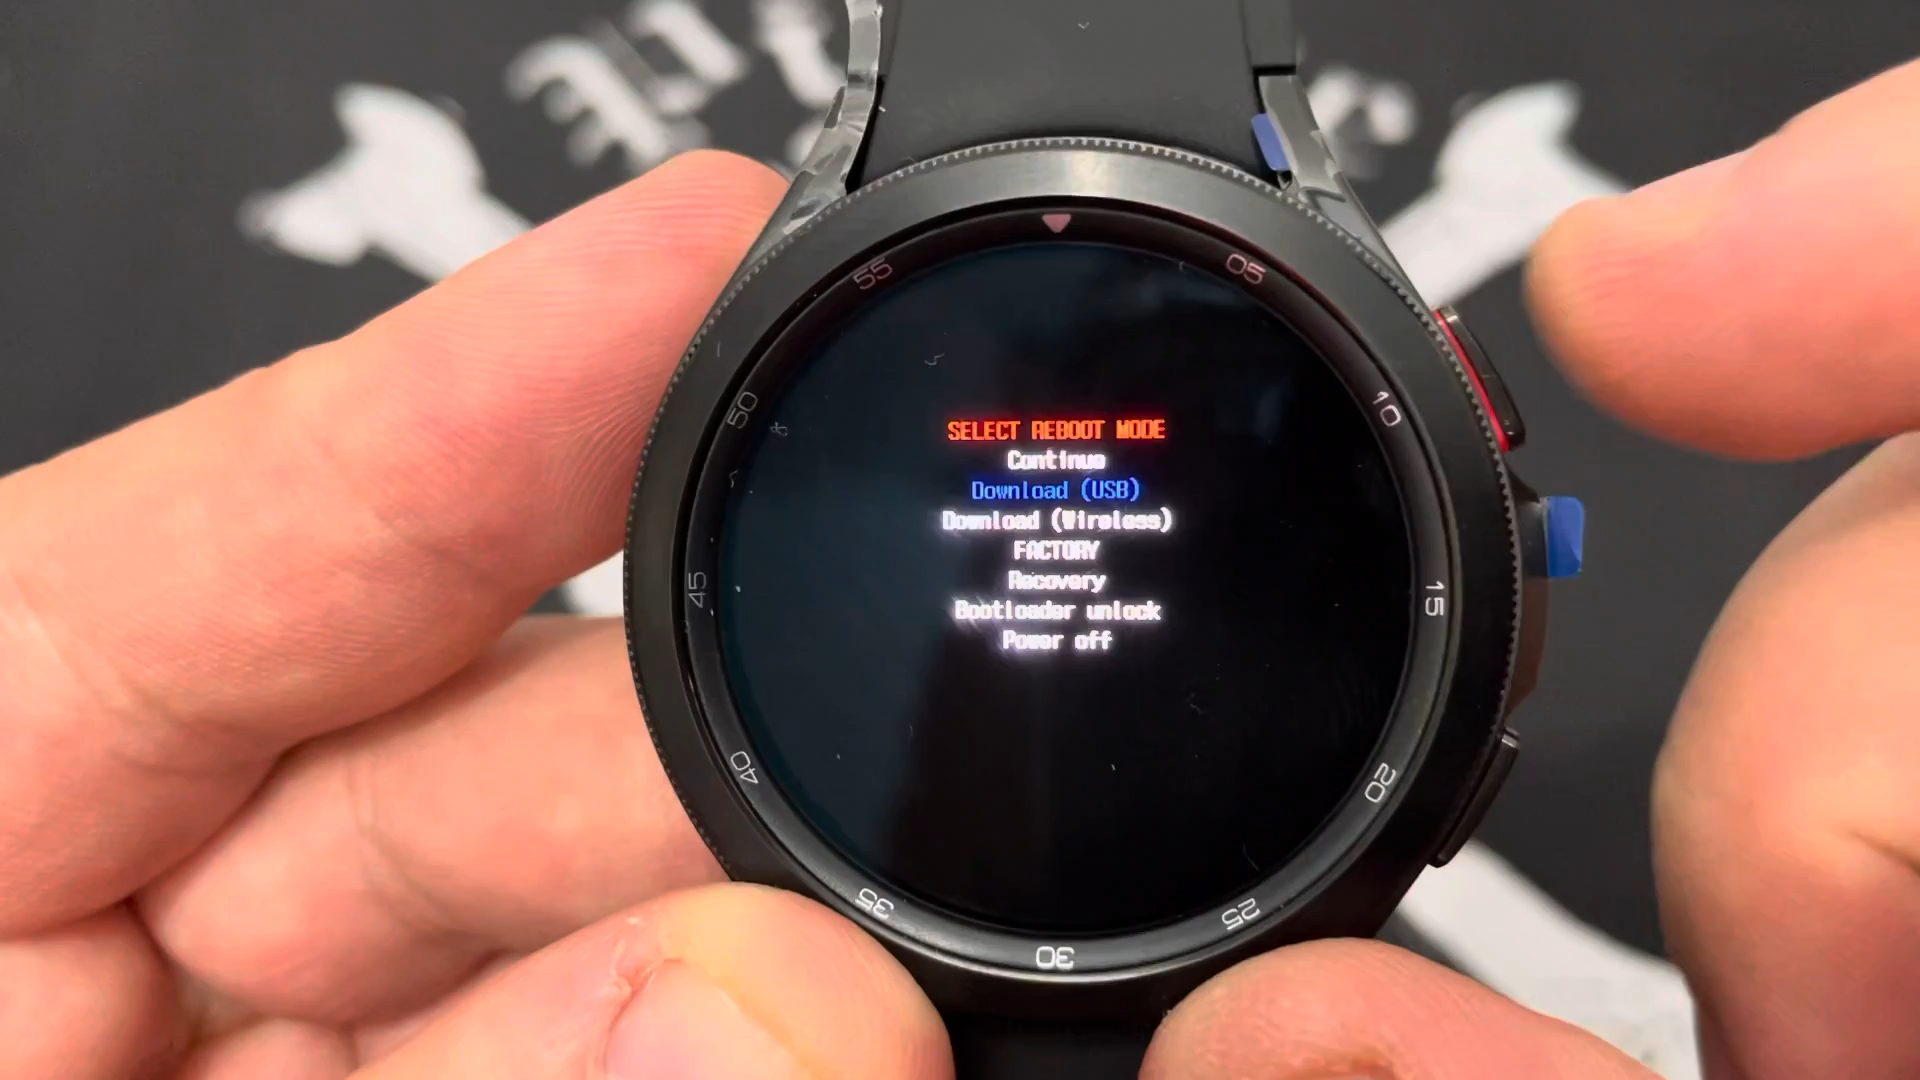 SELECT REBOOT MODE
Continue
Download (USB)
Download (Wireless)
FACTORY
Recovery
Bootloader unlock
Power off
05
10
15
20
25
30
35
40
45
50
55